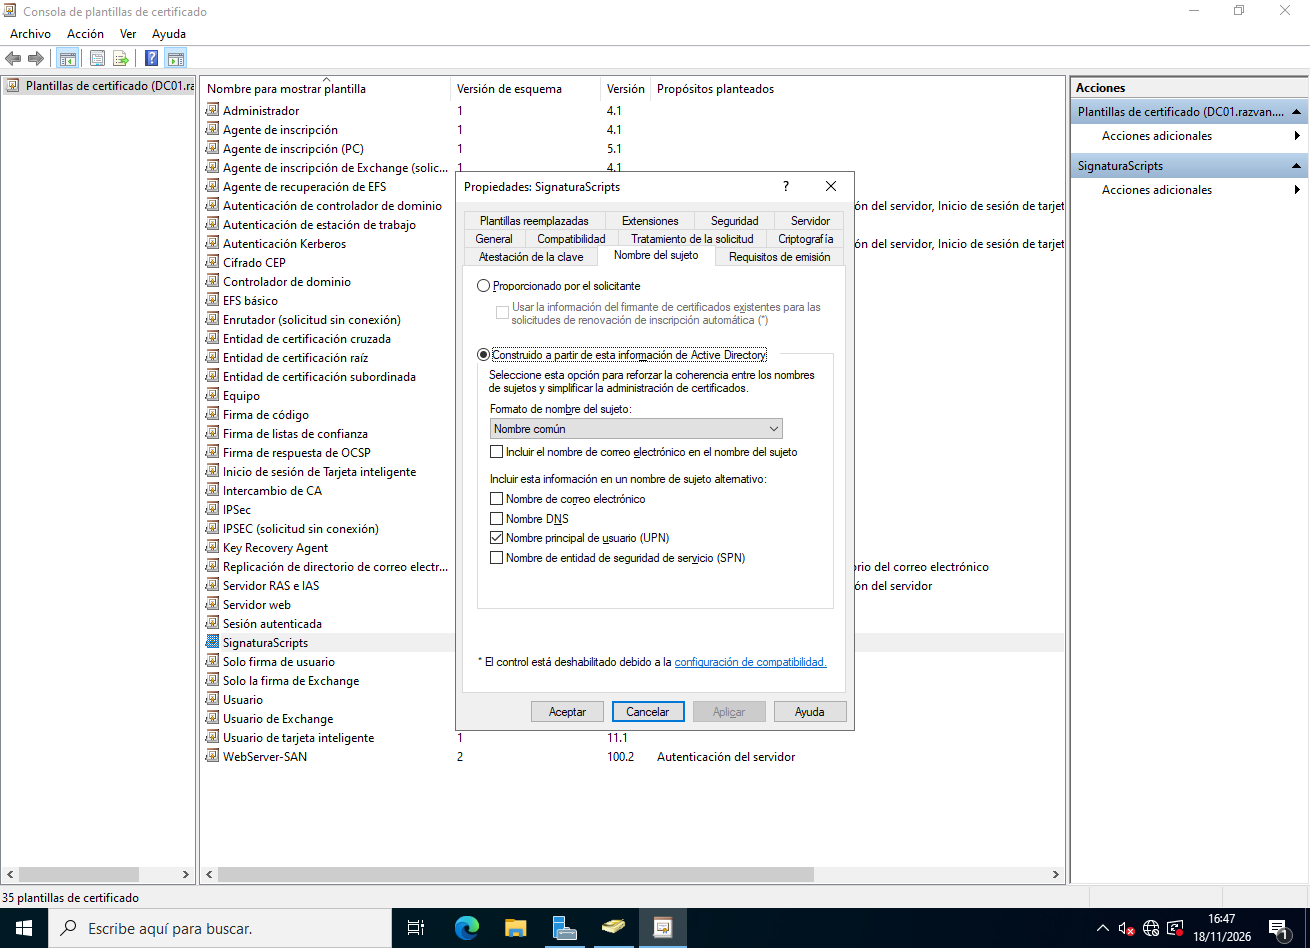 Consola de plantillas de certificado
Archivo Acción Ver Ayuda
Plantillas de certificado (DC01.ra
Nombre para mostrar plantilla Versión de esquema Versión Propósitos planteados
Administrador 1 4.1
Agente de inscripción 1 4.1
Agente de inscripción (PC) 1 5.1
Agente de inscripción de Exchange (solic... 1 4.1
Agente de recuperación de EFS
Autenticación de controlador de dominio ón del servidor, Inicio de sesión de tarjet
Autenticación de estación de trabajo
Autenticación Kerberos ón del servidor, Inicio de sesión de tarjet
Cifrado CEP
Controlador de dominio
EFS básico
Enrutador (solicitud sin conexión)
Entidad de certificación cruzada
Entidad de certificación raíz
Entidad de certificación subordinada
Equipo
Firma de código
Firma de listas de confianza
Firma de respuesta de OCSP
Inicio de sesión de Tarjeta inteligente
Intercambio de CA
IPSec
IPSEC (solicitud sin conexión)
Key Recovery Agent
Replicación de directorio de correo electr... rio del correo electrónico
Servidor RAS e IAS ón del servidor
Servidor web
Sesión autenticada
SignaturaScripts
Solo firma de usuario
Solo la firma de Exchange
Usuario
Usuario de Exchange
Usuario de tarjeta inteligente 1 11.1
WebServer-SAN 2 100.2 Autenticación del servidor
Propiedades: SignaturaScripts ?
Plantillas reemplazadas Extensiones Seguridad Servidor
General Compatibilidad Tratamiento de la solicitud Criptografía
Atestación de la clave Nombre del sujeto Requisitos de emisión
Proporcionado por el solicitante
Usar la información del firmante de certificados existentes para las
solicitudes de renovación de inscripción automática (*)
Construido a partir de esta información de Active Directory
Seleccione esta opción para reforzar la coherencia entre los nombres
de sujetos y simplificar la administración de certificados.
Formato de nombre del sujeto:
Nombre común
Incluir el nombre de correo electrónico en el nombre del sujeto
Incluir esta información en un nombre de sujeto alternativo:
Nombre de correo electrónico
Nombre DNS
Nombre principal de usuario (UPN)
Nombre de entidad de seguridad de servicio (SPN)
* El control está deshabilitado debido a la configuración de compatibilidad.
Aceptar Cancelar Aplicar Ayuda
Acciones
Plantillas de certificado (DC01.razvan....
Acciones adicionales
SignaturaScripts
Acciones adicionales
35 plantillas de certificado
Escribe aquí para buscar.
16:47
18/11/2026
1